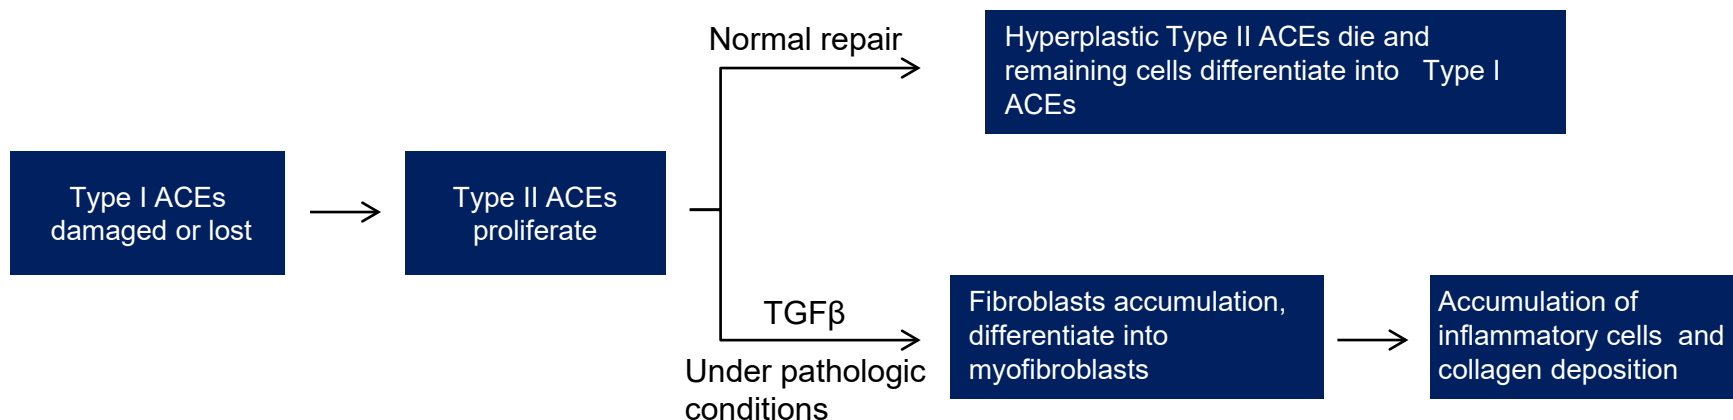 Normal repair
Hyperplastic Type II ACEs die and
remaining cells differentiate into Type I
ACEs
Type I ACEs
damaged or lost
Type II ACEs
proliferate
TGFβ
Under pathologic
conditions
Fibroblasts accumulation,
differentiate into
myofibroblasts
Accumulation of
inflammatory cells and
collagen deposition